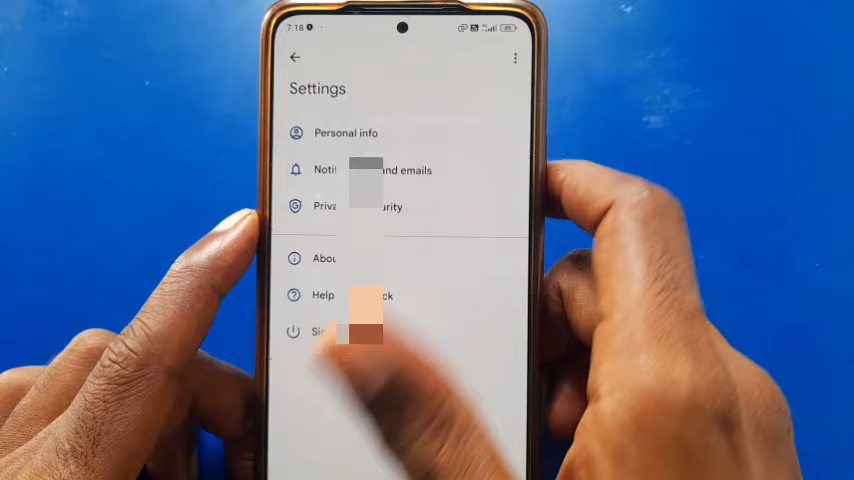 7:18
Settings
Personal info
Noti and emails
Priva urity
Abou
Help ck
Si